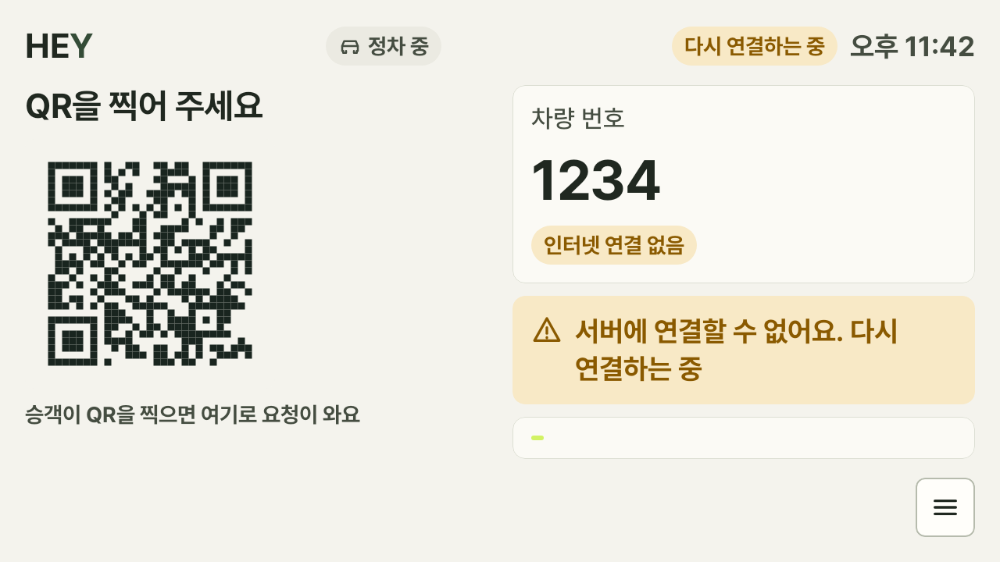 HEY
정차 중
다시 연결하는 중
오후 11:42
QR을 찍어 주세요
승객이 QR을 찍으면 여기로 요청이 와요
차량 번호
1234
인터넷 연결 없음
서버에 연결할 수 없어요. 다시
연결하는 중